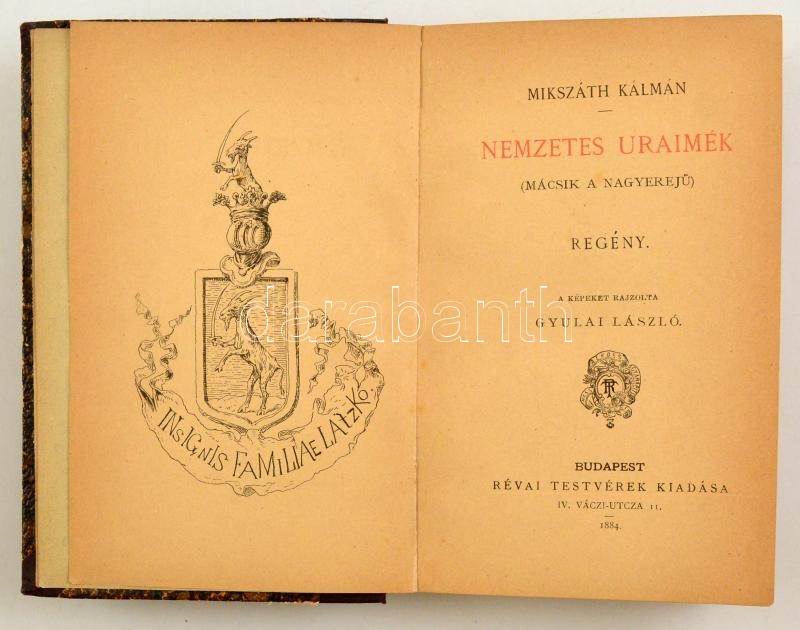 INSIGNIS FAMILIAE LATZKO.
MIKSZÁTH KÁLMÁN
NEMZETES URAIMÉK
(MÁCSIK A NAGYEREJŰ)
REGÉNY.
A KÉPEKET RAJZOLTA
GYULAI LÁSZLÓ.
BUDAPEST
RÉVAI TESTVÉREK KIADÁSA
IV. VÁCZI-UTCZA 11.
1884.
darabanth